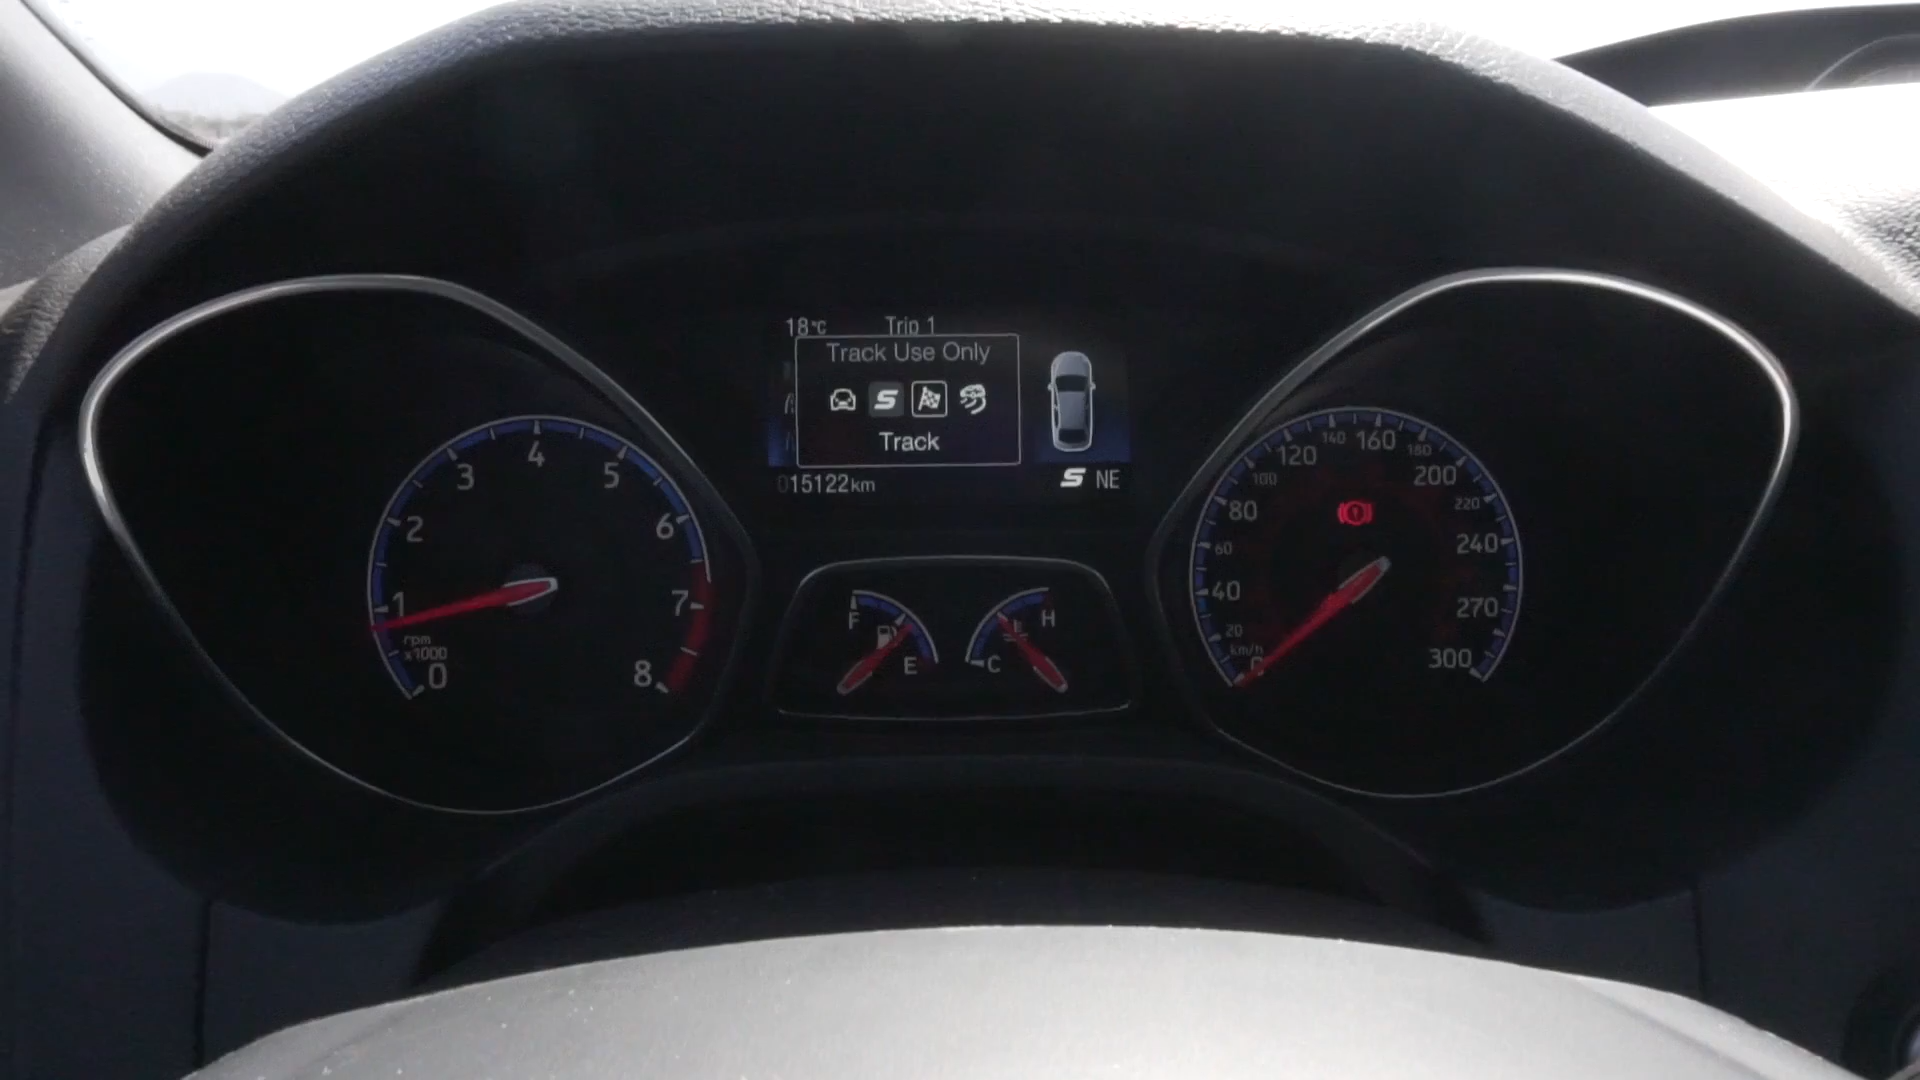 18°C Trip 1
Track Use Only
S
Track
015122km
S NE
0
1
2
3
4
5
6
7
8
rpm
x1000
F
E
C
H
20
40
60
80
100
120
140
160
180
200
220
240
270
300
km/h